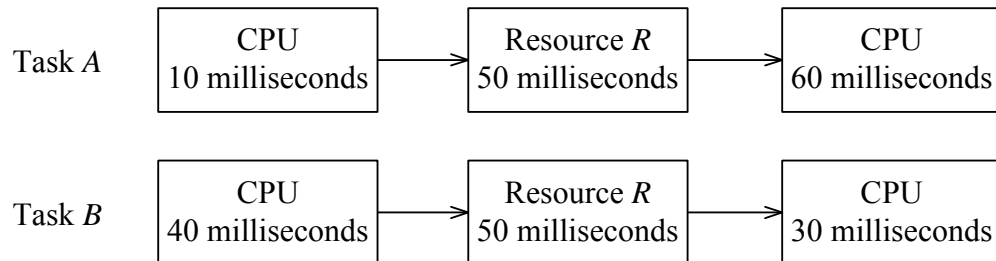 Task A
CPU
10 milliseconds
Resource R
50 milliseconds
CPU
60 milliseconds
Task B
CPU
40 milliseconds
Resource R
50 milliseconds
CPU
30 milliseconds